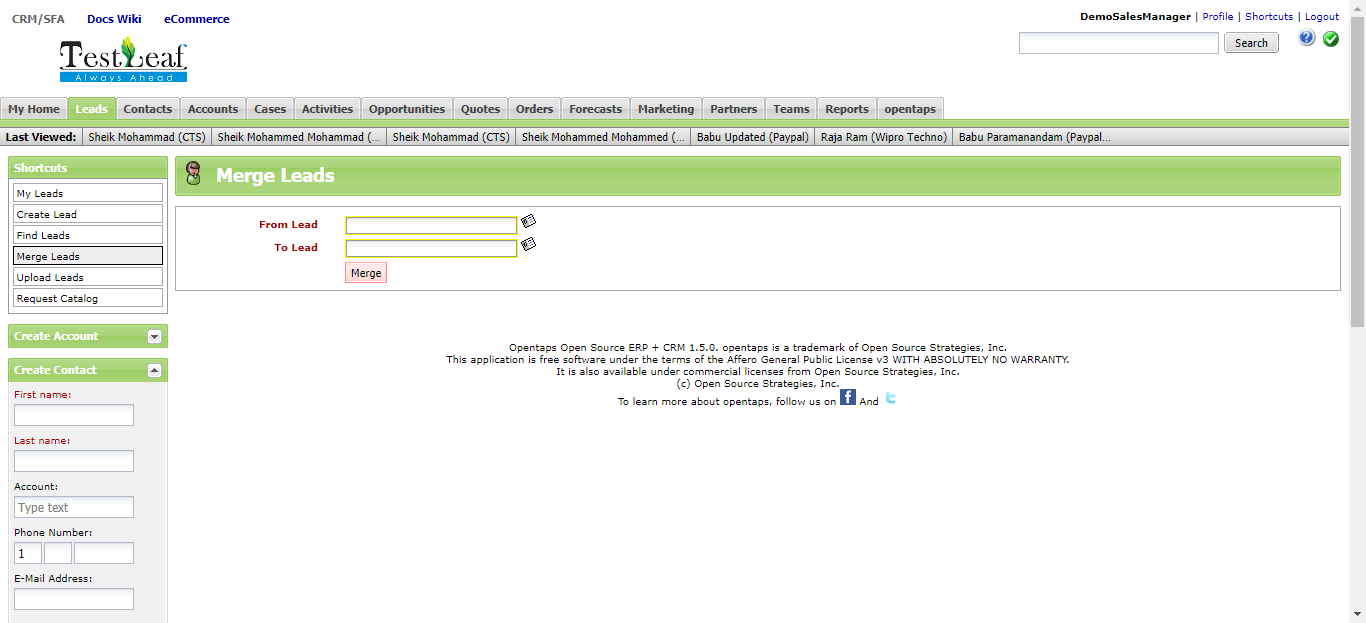 CRM/SFA Docs Wiki eCommerce
DemoSalesManager | Profile | Shortcuts | Logout
TestLeaf
Always Ahead
Search
My Home Leads Contacts Accounts Cases Activities Opportunities Quotes Orders Forecasts Marketing Partners Teams Reports opentaps
Last Viewed: Sheik Mohammad (CTS) Sheik Mohammed Mohammad (... Sheik Mohammad (CTS) Sheik Mohammed Mohammed (... Babu Updated (Paypal) Raja Ram (Wipro Techno) Babu Paramanandam (Paypal...
Shortcuts
My Leads
Create Lead
Find Leads
Merge Leads
Upload Leads
Request Catalog
Create Account
Create Contact
First name:
Last name:
Account:
Type text
Phone Number:
1
E-Mail Address:
Merge Leads
From Lead
To Lead
Merge
Opentaps Open Source ERP + CRM 1.5.0. opentaps is a trademark of Open Source Strategies, Inc.
This application is free software under the terms of the Affero General Public License v3 WITH ABSOLUTELY NO WARRANTY.
It is also available under commercial licenses from Open Source Strategies, Inc.
(c) Open Source Strategies, Inc.
To learn more about opentaps, follow us on f And t